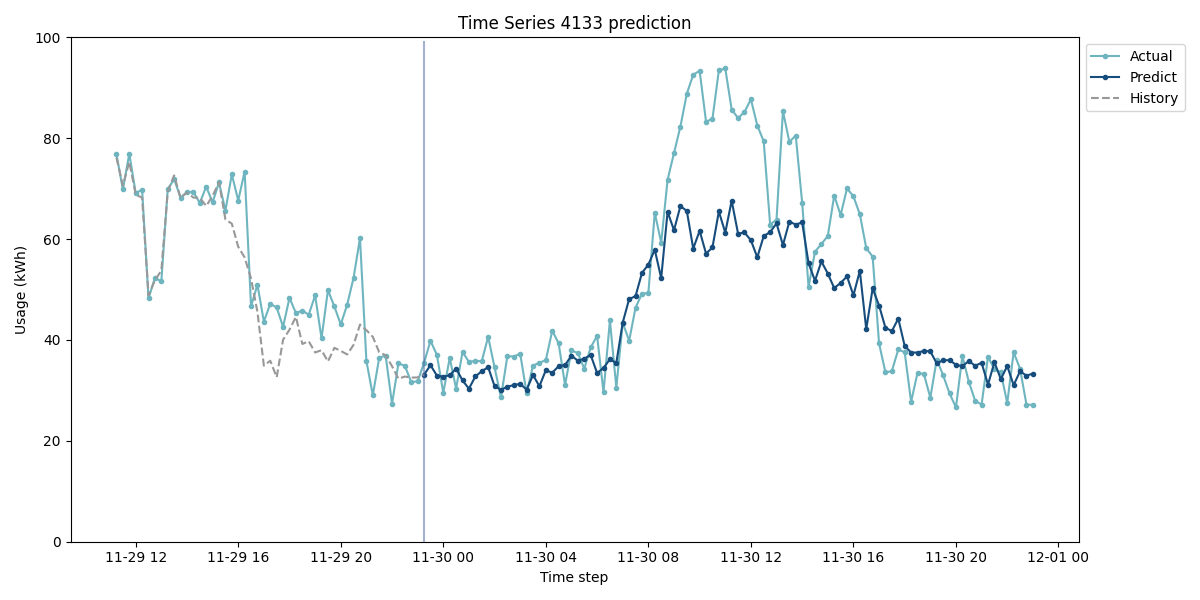 Time Series 4133 prediction
Usage (kWh)
100
80
60
40
20
0
11-29 12
11-29 16
11-29 20
11-30 00
11-30 04
11-30 08
11-30 12
11-30 16
11-30 20
12-01 00
Time step
Actual
Predict
History